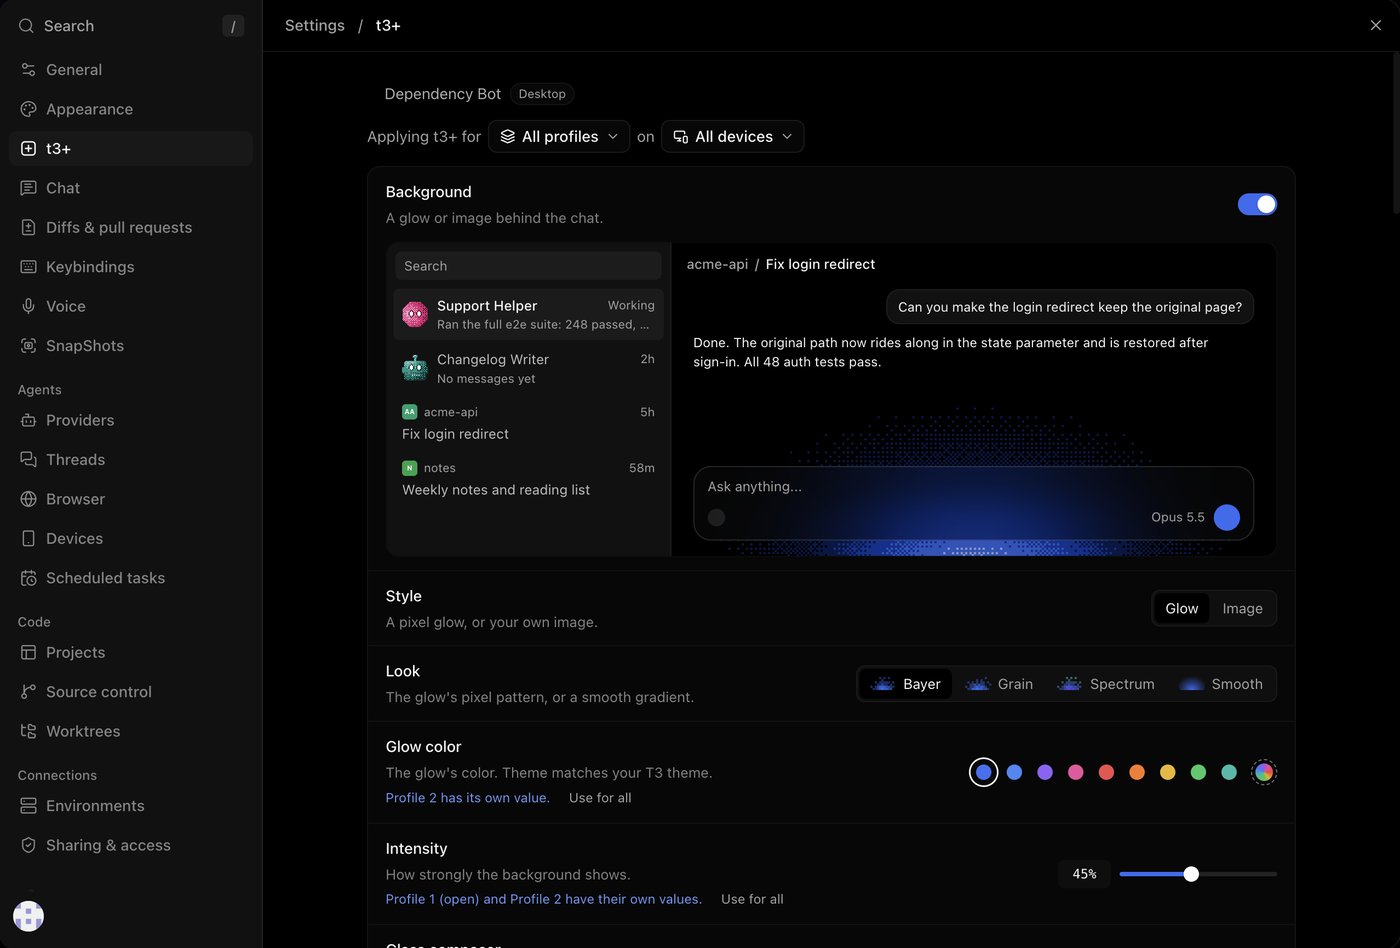 Search /
General
Appearance
t3+
Chat
Diffs & pull requests
Keybindings
Voice
SnapShots
Agents
Providers
Threads
Browser
Devices
Scheduled tasks
Code
Projects
Source control
Worktrees
Connections
Environments
Sharing & access
Settings / t3+
Dependency Bot Desktop
Applying t3+ for All profiles on All devices
Background
A glow or image behind the chat.
Search
Support Helper Working
Ran the full e2e suite: 248 passed, ...
Changelog Writer 2h
No messages yet
AA acme-api 5h
Fix login redirect
N notes 58m
Weekly notes and reading list
acme-api / Fix login redirect
Can you make the login redirect keep the original page?
Done. The original path now rides along in the state parameter and is restored after
sign-in. All 48 auth tests pass.
Ask anything...
Opus 5.5
Style
A pixel glow, or your own image.
Glow Image
Look
The glow's pixel pattern, or a smooth gradient.
Bayer Grain Spectrum Smooth
Glow color
The glow's color. Theme matches your T3 theme.
Profile 2 has its own value. Use for all
Intensity
How strongly the background shows.
45%
Profile 1 (open) and Profile 2 have their own values. Use for all